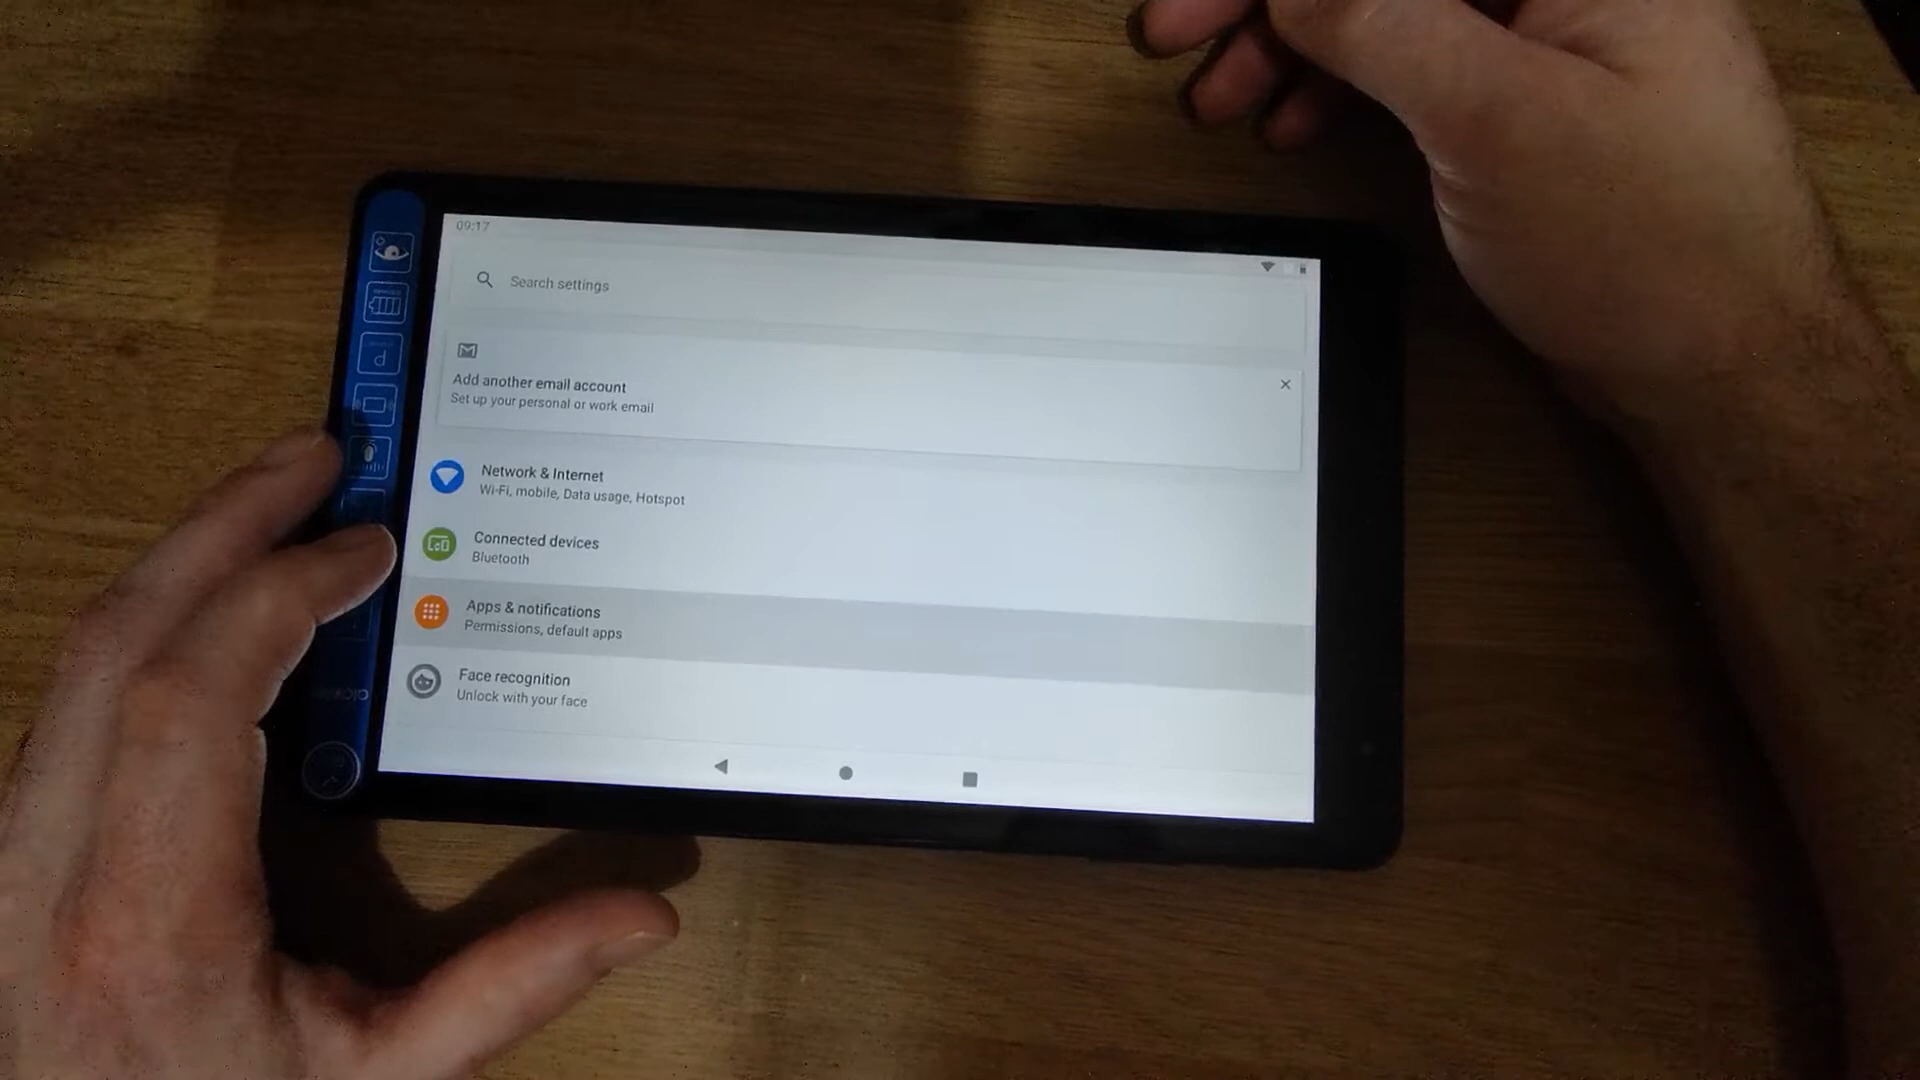 09:17
Search settings
Add another email account
Set up your personal or work email
Network & Internet
Wi-Fi, mobile, Data usage, Hotspot
Connected devices
Bluetooth
Apps & notifications
Permissions, default apps
Face recognition
Unlock with your face